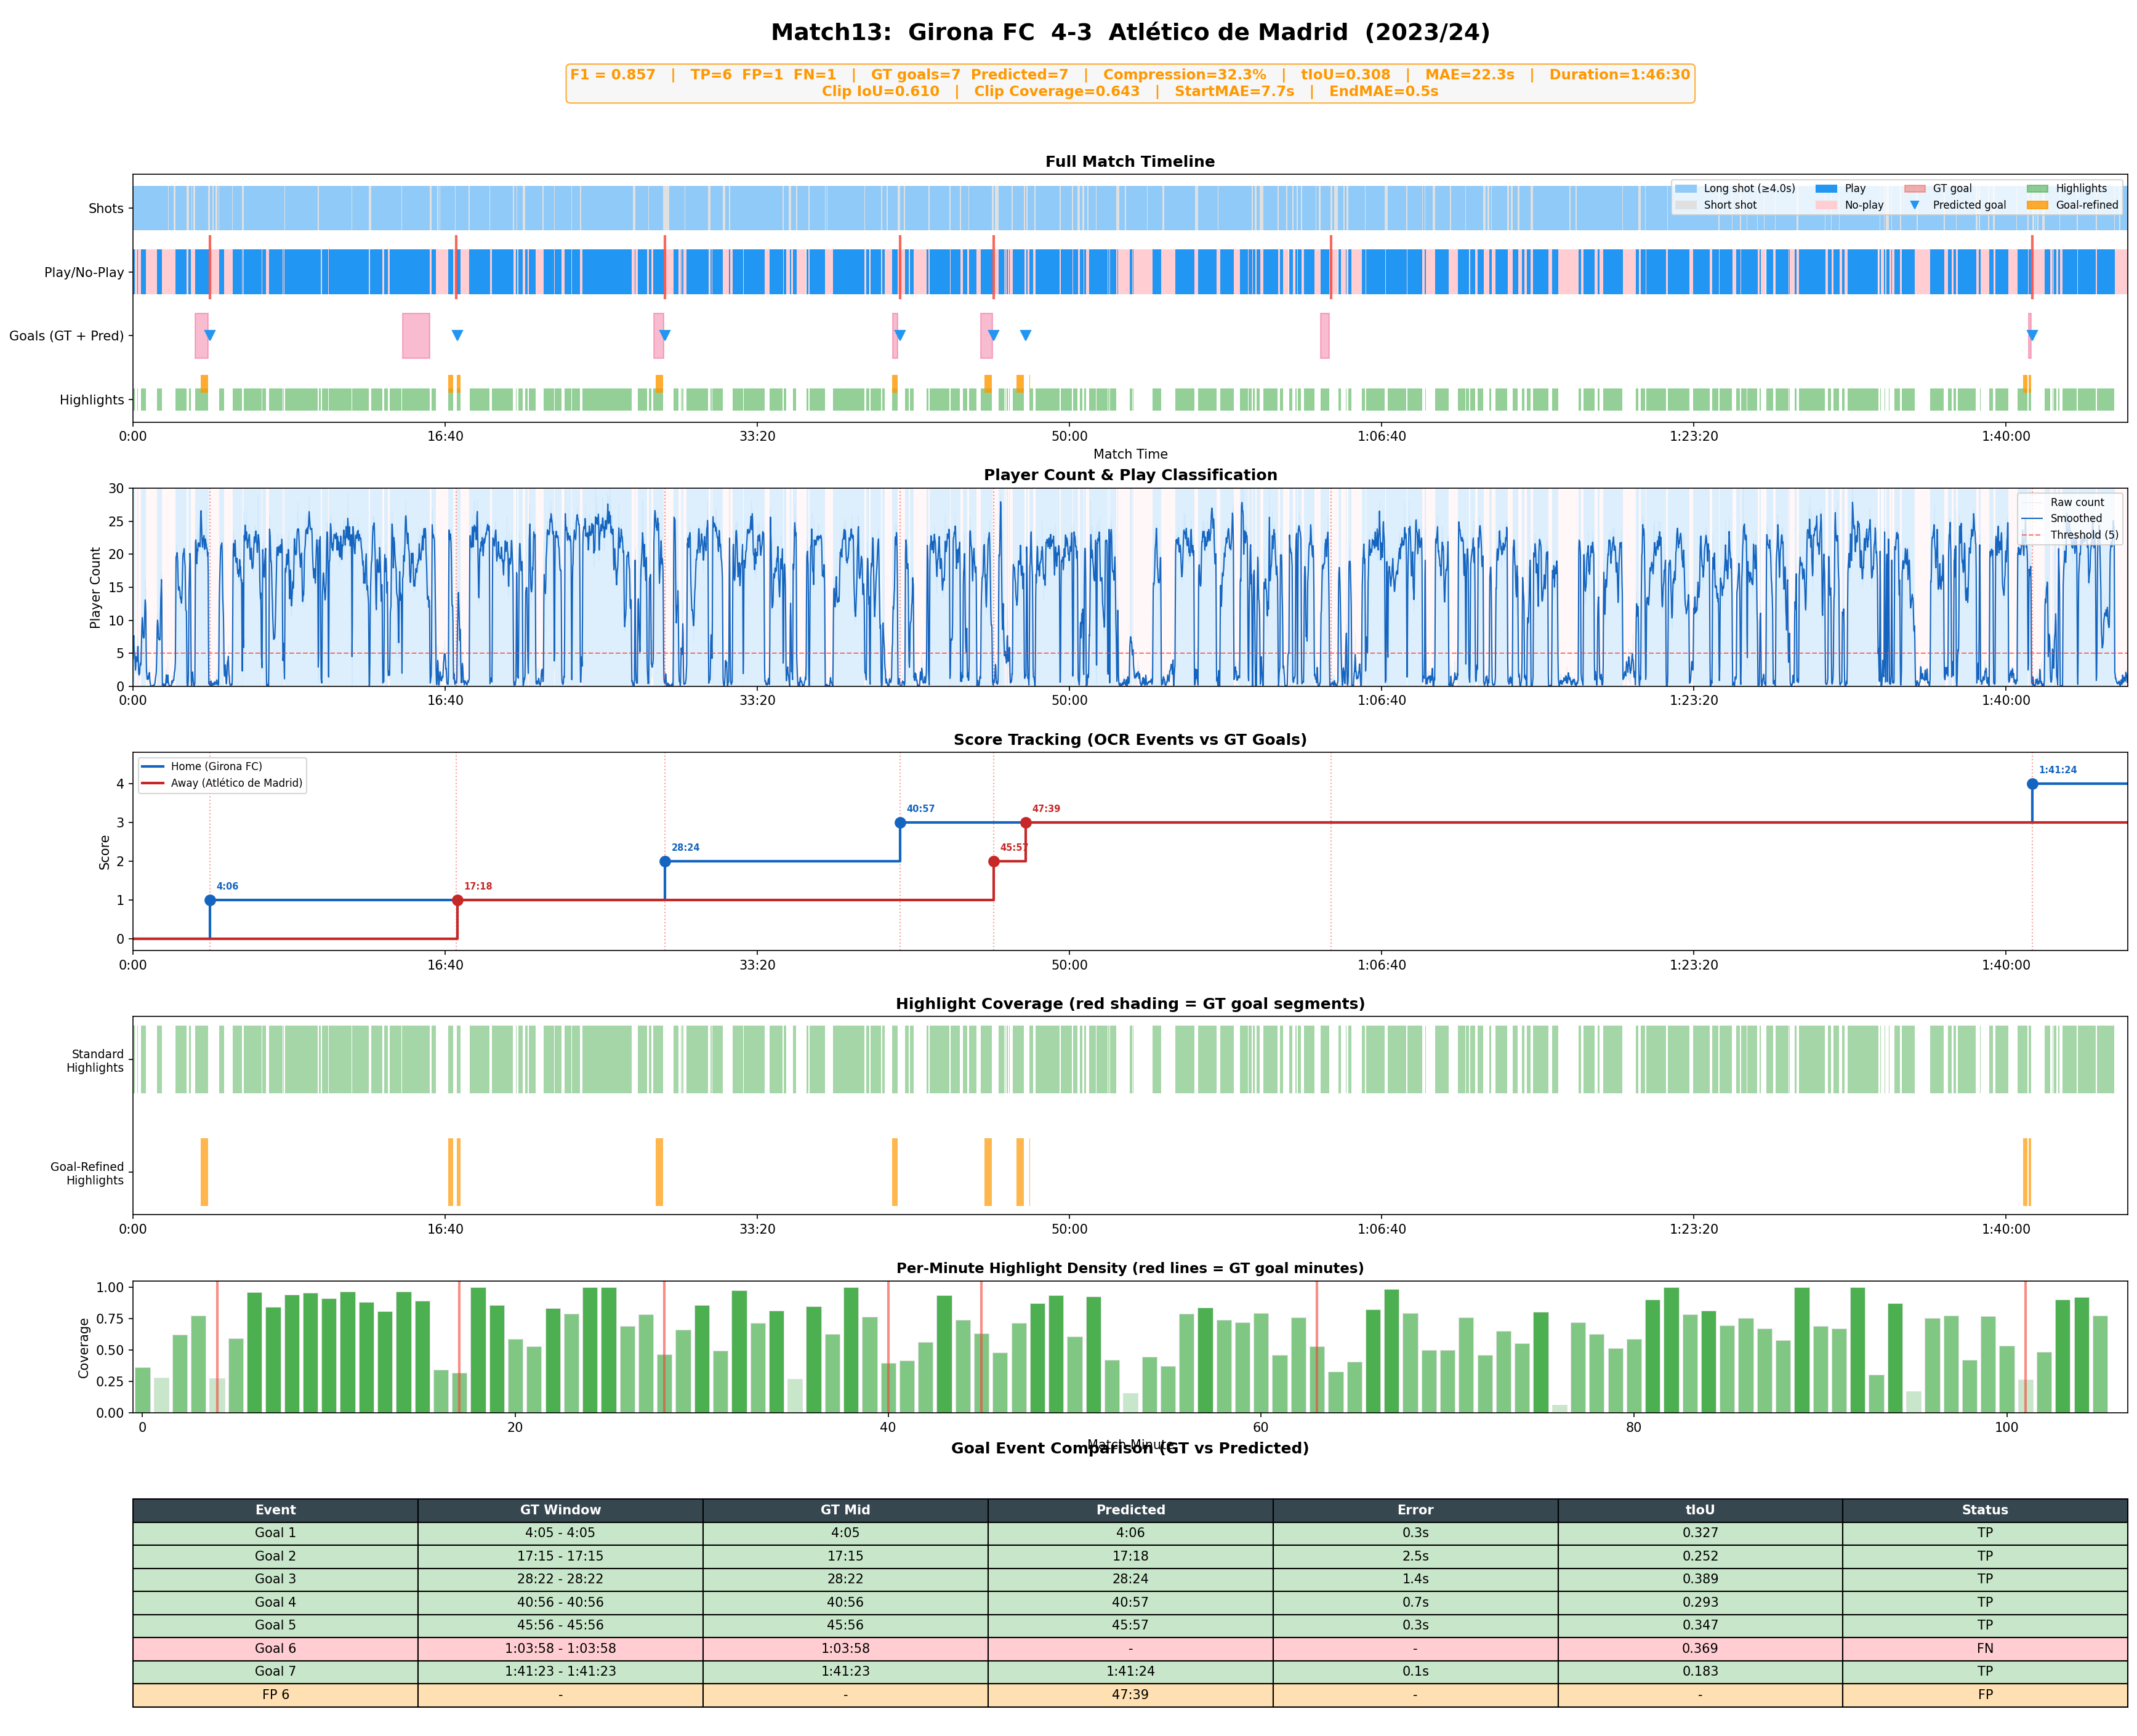 Match13:  Girona FC  4-3  Atlético de Madrid  (2023/24)
F1 = 0.857   |   TP=6  FP=1  FN=1   |   GT goals=7  Predicted=7   |   Compression=32.3%   |   tIoU=0.308   |   MAE=22.3s   |   Duration=1:46:30
Clip IoU=0.610   |   Clip Coverage=0.643   |   StartMAE=7.7s   |   EndMAE=0.5s
Full Match Timeline
Long shot (≥4.0s) Play GT goal Highlights
Short shot No-play Predicted goal Goal-refined
Shots
Play/No-Play
Goals (GT + Pred)
Highlights
0:00 16:40 33:20 50:00 1:06:40 1:23:20 1:40:00
Match Time
Player Count & Play Classification
Raw count
Smoothed
Threshold (5)
Player Count
30
25
20
15
10
5
0
0:00 16:40 33:20 50:00 1:06:40 1:23:20 1:40:00
Score Tracking (OCR Events vs GT Goals)
Home (Girona FC)
Away (Atlético de Madrid)
Score
4
3
2
1
0
4:06
17:18
28:24
40:57
45:57
47:39
1:41:24
0:00 16:40 33:20 50:00 1:06:40 1:23:20 1:40:00
Highlight Coverage (red shading = GT goal segments)
Standard
Highlights
Goal-Refined
Highlights
0:00 16:40 33:20 50:00 1:06:40 1:23:20 1:40:00
Per-Minute Highlight Density (red lines = GT goal minutes)
Coverage
1.00
0.75
0.50
0.25
0.00
0 20 40 60 80 100
Match Minute
Goal Event Comparison (GT vs Predicted)
Event GT Window GT Mid Predicted Error tIoU Status
Goal 1 4:05 - 4:05 4:05 4:06 0.3s 0.327 TP
Goal 2 17:15 - 17:15 17:15 17:18 2.5s 0.252 TP
Goal 3 28:22 - 28:22 28:22 28:24 1.4s 0.389 TP
Goal 4 40:56 - 40:56 40:56 40:57 0.7s 0.293 TP
Goal 5 45:56 - 45:56 45:56 45:57 0.3s 0.347 TP
Goal 6 1:03:58 - 1:03:58 1:03:58 - - 0.369 FN
Goal 7 1:41:23 - 1:41:23 1:41:23 1:41:24 0.1s 0.183 TP
FP 6 - - 47:39 - - FP